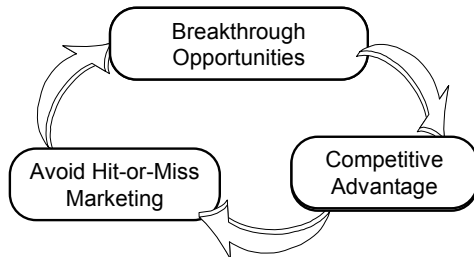 Breakthrough
Opportunities
Competitive
Advantage
Avoid Hit-or-Miss
Marketing